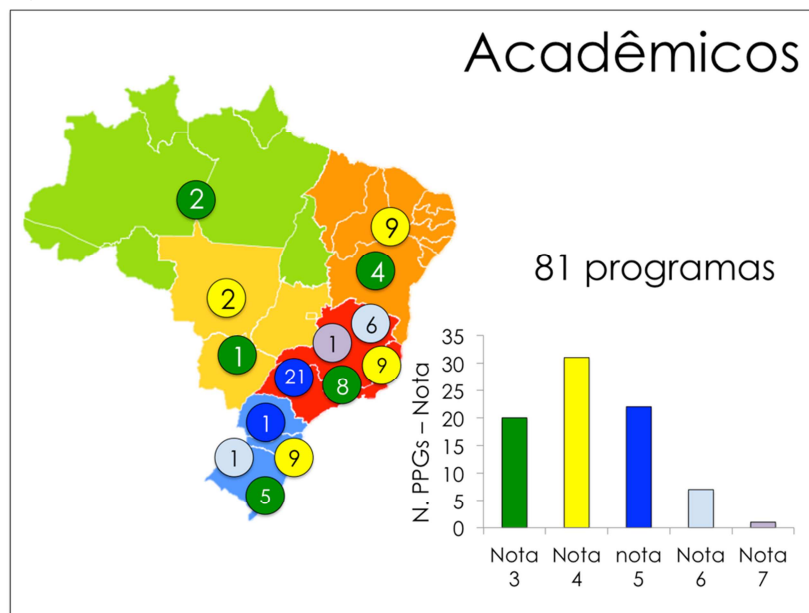 Acadêmicos
2
9
4
81 programas
2
6
1
1
9
21
8
1
1
9
5
N. PPGs – Nota
35
30
25
20
15
10
5
0
Nota 3
Nota 4
nota 5
Nota 6
Nota 7